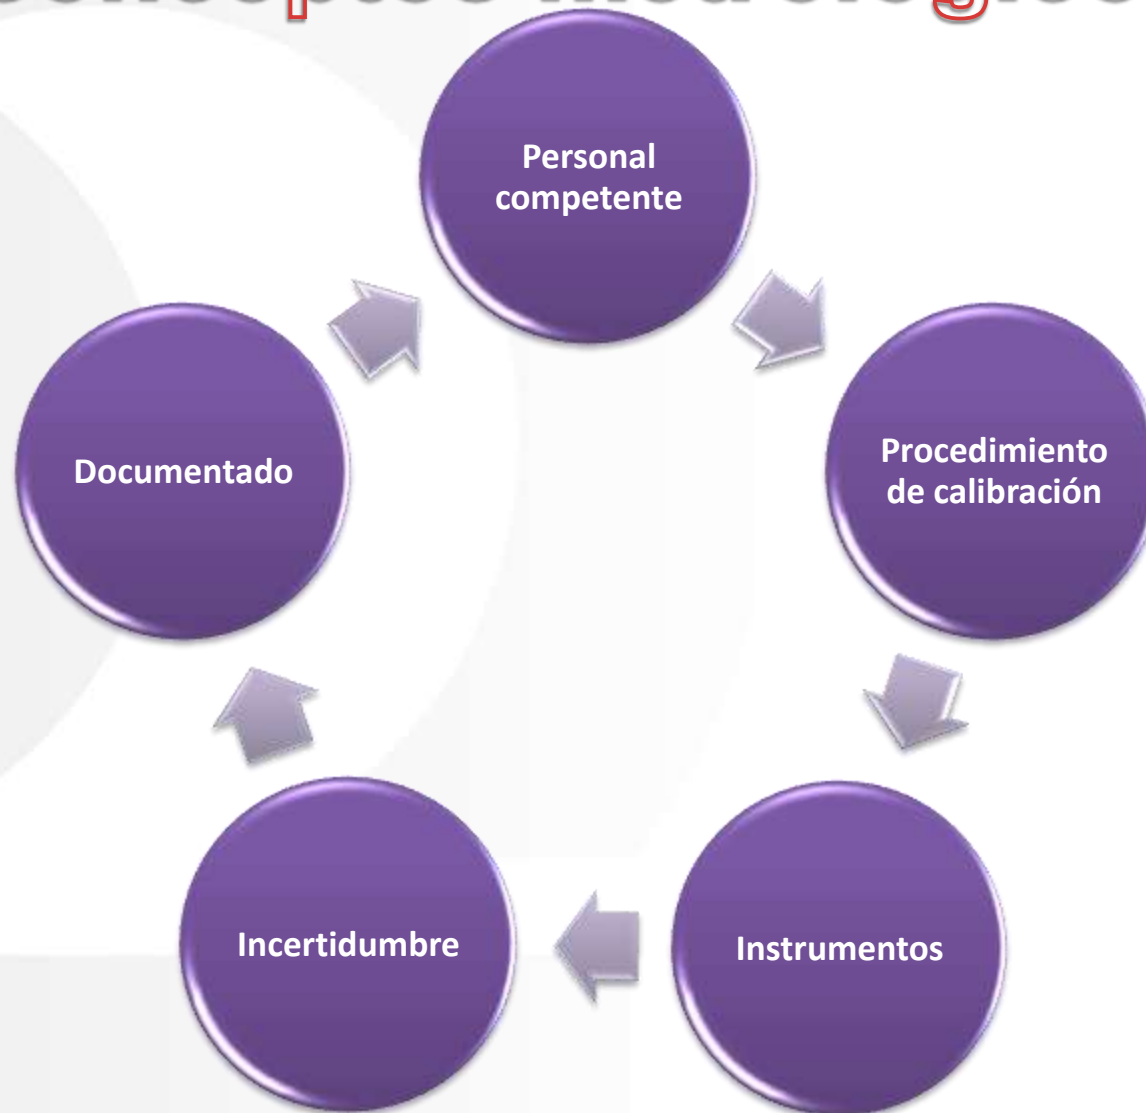 Personal
competente
Procedimiento
de calibración
Instrumentos
Incertidumbre
Documentado